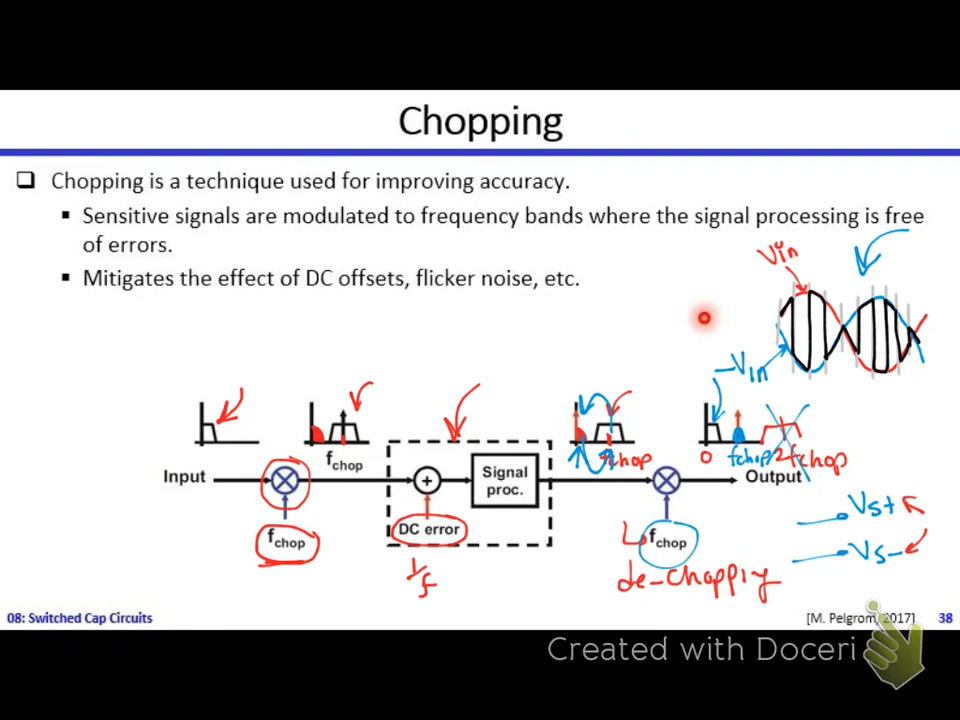 Chopping
❑ Chopping is a technique used for improving accuracy.
▪ Sensitive signals are modulated to frequency bands where the signal processing is free
of errors.
▪ Mitigates the effect of DC offsets, flicker noise, etc.
Vin
-Vin
fchop
fchop
0 fchop 2fchop
Input
+
Signal
proc.
Output
fchop
DC error
fchop
Vs+
Vs-
1/f
de-chopping
08: Switched Cap Circuits
[M. Pelgrom, 2017]
38
Created with Doceri